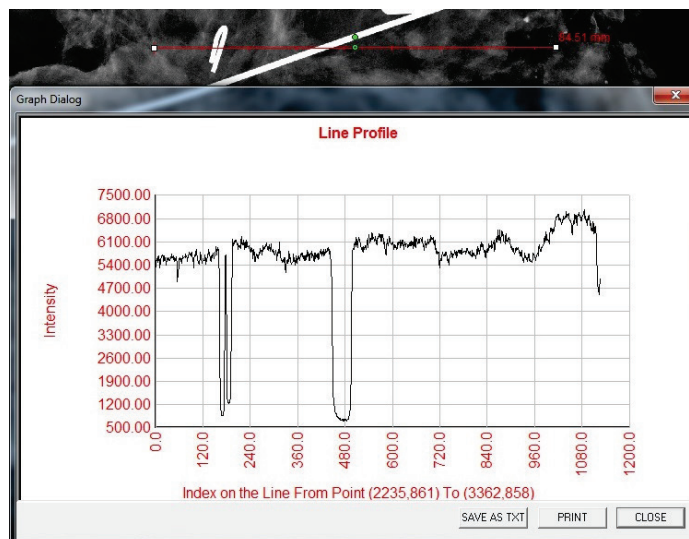 84.51 mm
Graph Dialog
Line Profile
7500.00
6800.00
6100.00
5400.00
4700.00
4000.00
3300.00
2600.00
1900.00
1200.00
500.00
Intensity
0.0
120.0
240.0
360.0
480.0
600.0
720.0
840.0
960.0
1080.0
1200.0
Index on the Line From Point (2235,861) To (3362,858)
SAVE AS TXT
PRINT
CLOSE